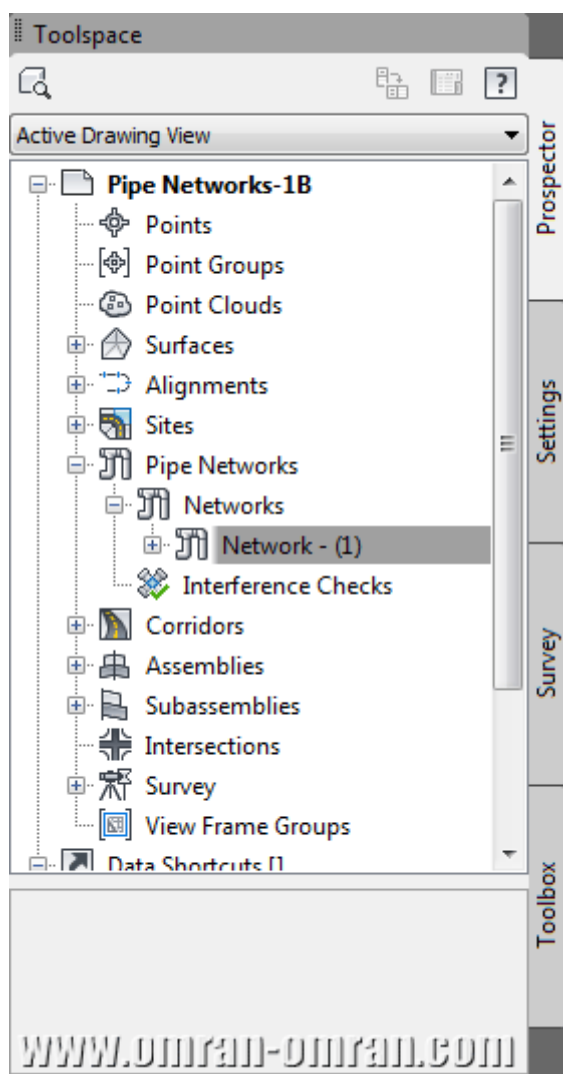 Toolspace
?
Active Drawing View
Pipe Networks-1B
Points
Point Groups
Point Clouds
Surfaces
Alignments
Sites
Pipe Networks
Networks
Network - (1)
Interference Checks
Corridors
Assemblies
Subassemblies
Intersections
Survey
View Frame Groups
Data Shortcuts []
Prospector
Settings
Survey
Toolbox
www.omran-omran.com